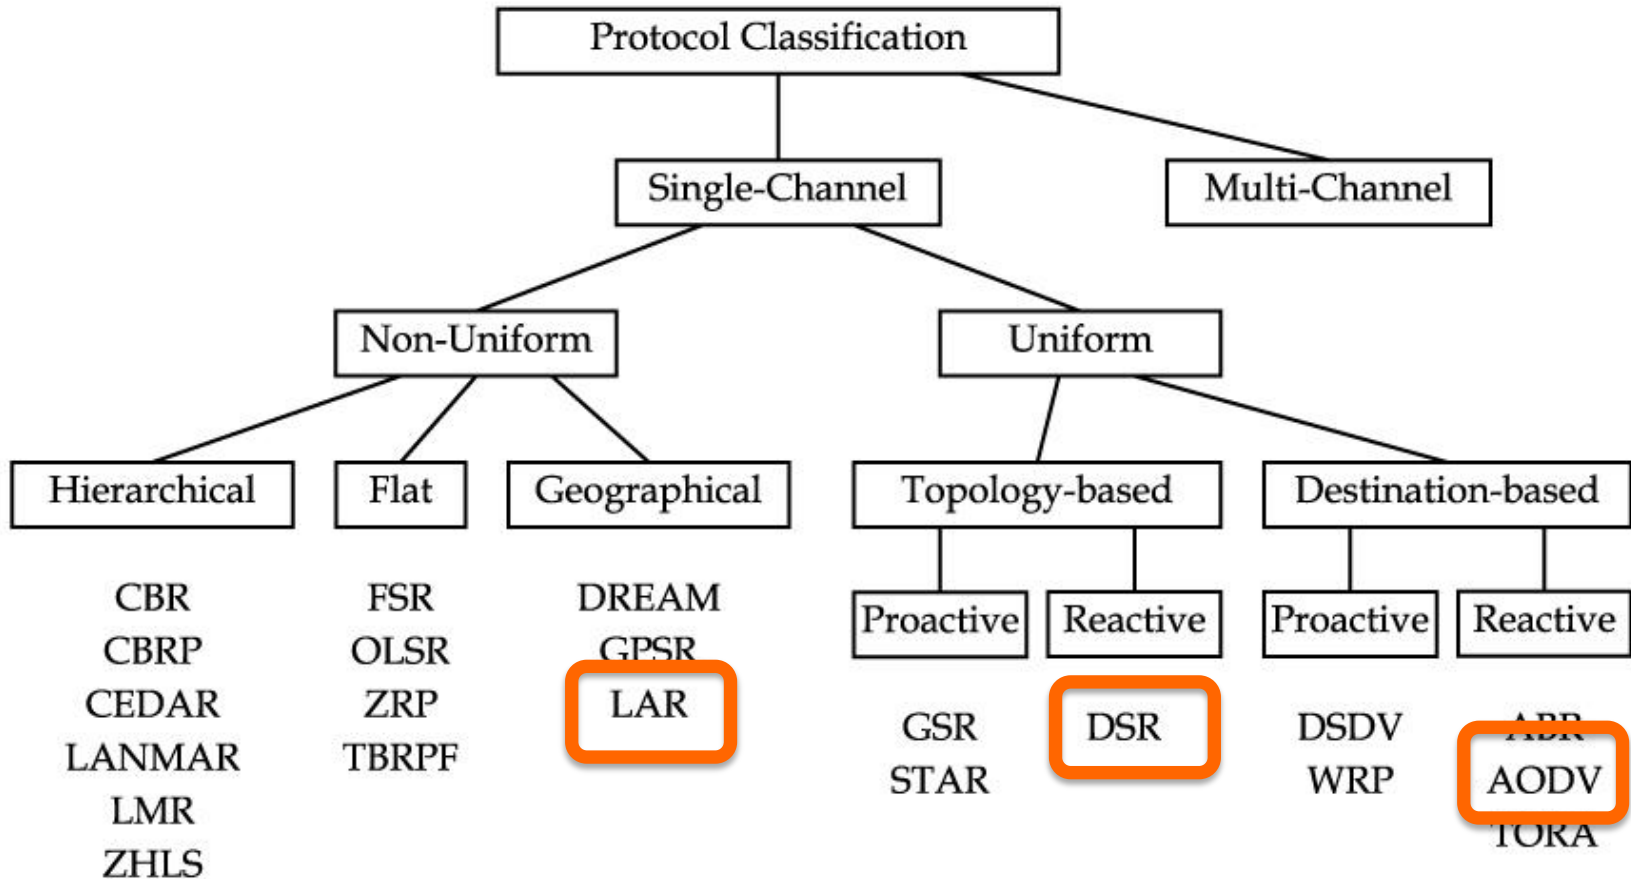 Protocol Classification
Single-Channel
Multi-Channel
Non-Uniform
Uniform
Hierarchical
Flat
Geographical
Topology-based
Destination-based
Proactive
Reactive
Proactive
Reactive
CBR
CBRP
CEDAR
LANMAR
LMR
ZHLS
FSR
OLSR
ZRP
TBRPF
DREAM
GPSR
LAR
GSR
STAR
DSR
DSDV
WRP
ABR
AODV
TORA